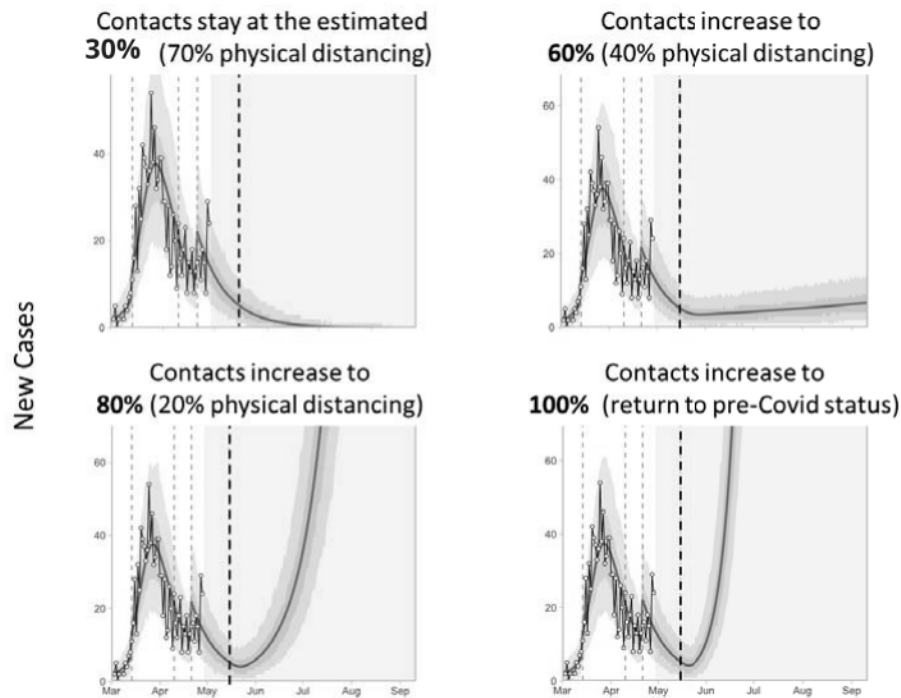 Contacts stay at the estimated
30% (70% physical distancing)
40
20
0
Contacts increase to
60% (40% physical distancing)
60
40
20
0
New Cases
Contacts increase to
80% (20% physical distancing)
60
40
20
0
Mar Apr May Jun Jul Aug Sep
Contacts increase to
100% (return to pre-Covid status)
60
40
20
0
Mar Apr May Jun Jul Aug Sep